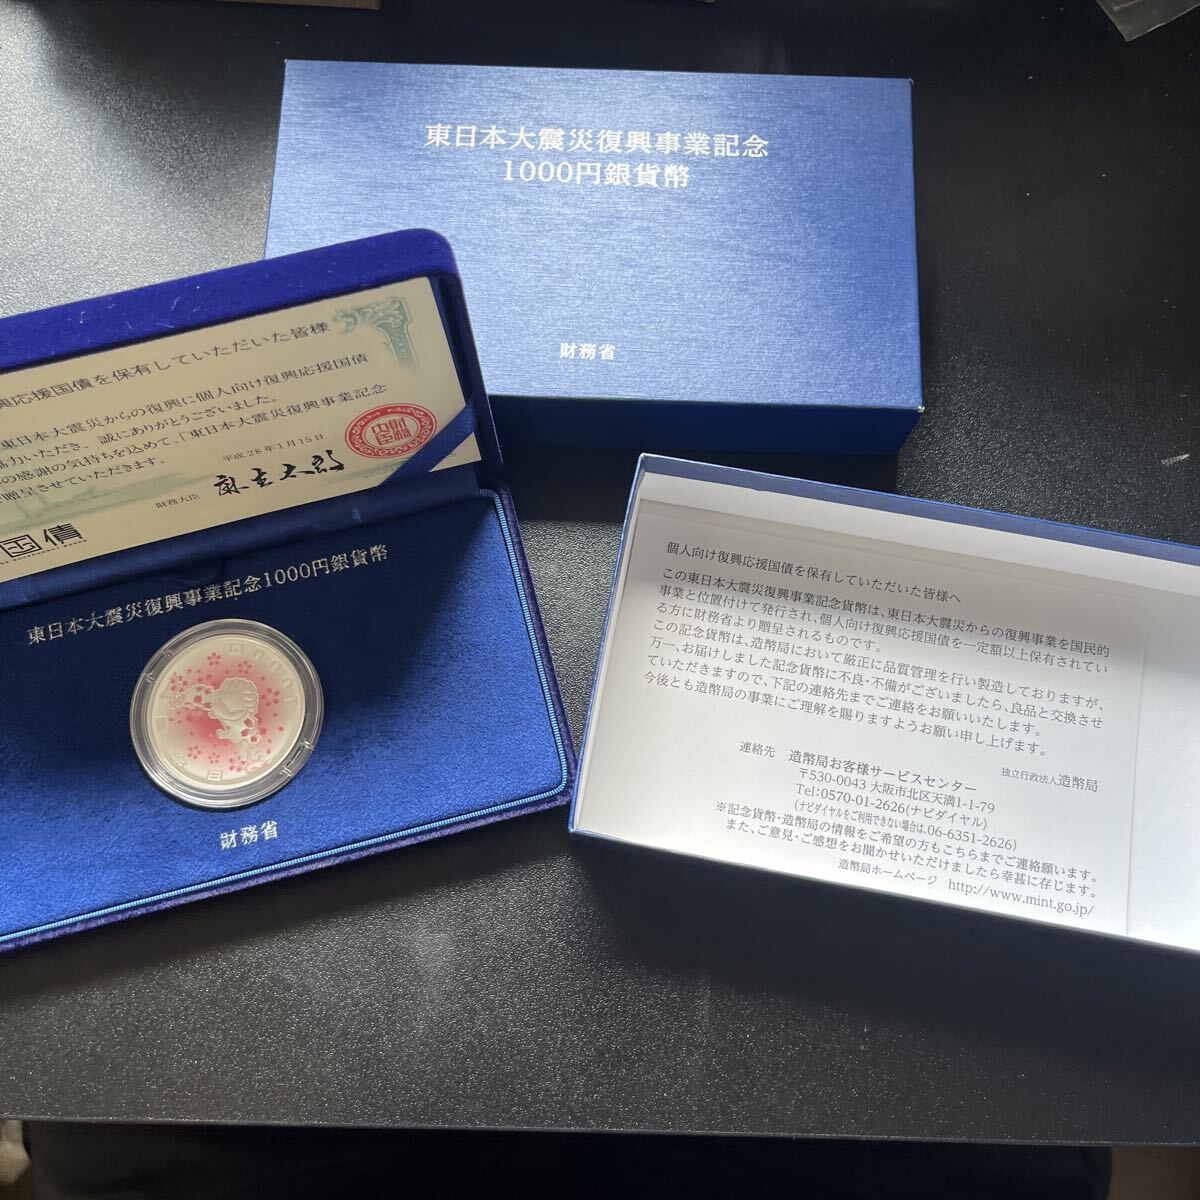 東日本大震災復興事業記念
1000円銀貨幣
財務省
興応援国債を保有していただいた皆様
東日本大震災からの復興に個人向け復興応援国債
協力いただき、誠にありがとうございました。
の感謝の気持ちを込めて、「東日本大震災復興事業記念
贈呈させていただきます。
平成28年1月15日
財務大臣 麻生太郎
国債
東日本大震災復興事業記念1000円銀貨幣
財務省
個人向け復興応援国債を保有していただいた皆様へ
この東日本大震災復興事業記念貨幣は、東日本大震災からの復興事業を国民的
事業と位置付けて発行され、個人向け復興応援国債を一定額以上保有されてい
る方に財務省より贈呈されるものです。
この記念貨幣は、造幣局において厳正に品質管理を行い製造しておりますが、
万一、お届けしました記念貨幣に不良・不備がございましたら、良品と交換させ
ていただきますので、下記の連絡先までご連絡をお願いいたします。
今後とも造幣局の事業にご理解を賜りますようお願い申し上げます。
独立行政法人造幣局
連絡先 造幣局お客様サービスセンター
〒530-0043 大阪市北区天満1-1-79
Tel:0570-01-2626(ナビダイヤル)
(ナビダイヤルをご利用できない場合は、06-6351-2626)
※記念貨幣・造幣局の情報をご希望の方もこちらまでご連絡願います。
また、ご意見・ご感想をお聞かせいただけましたら幸甚に存じます。
造幣局ホームページ http://www.mint.go.jp/